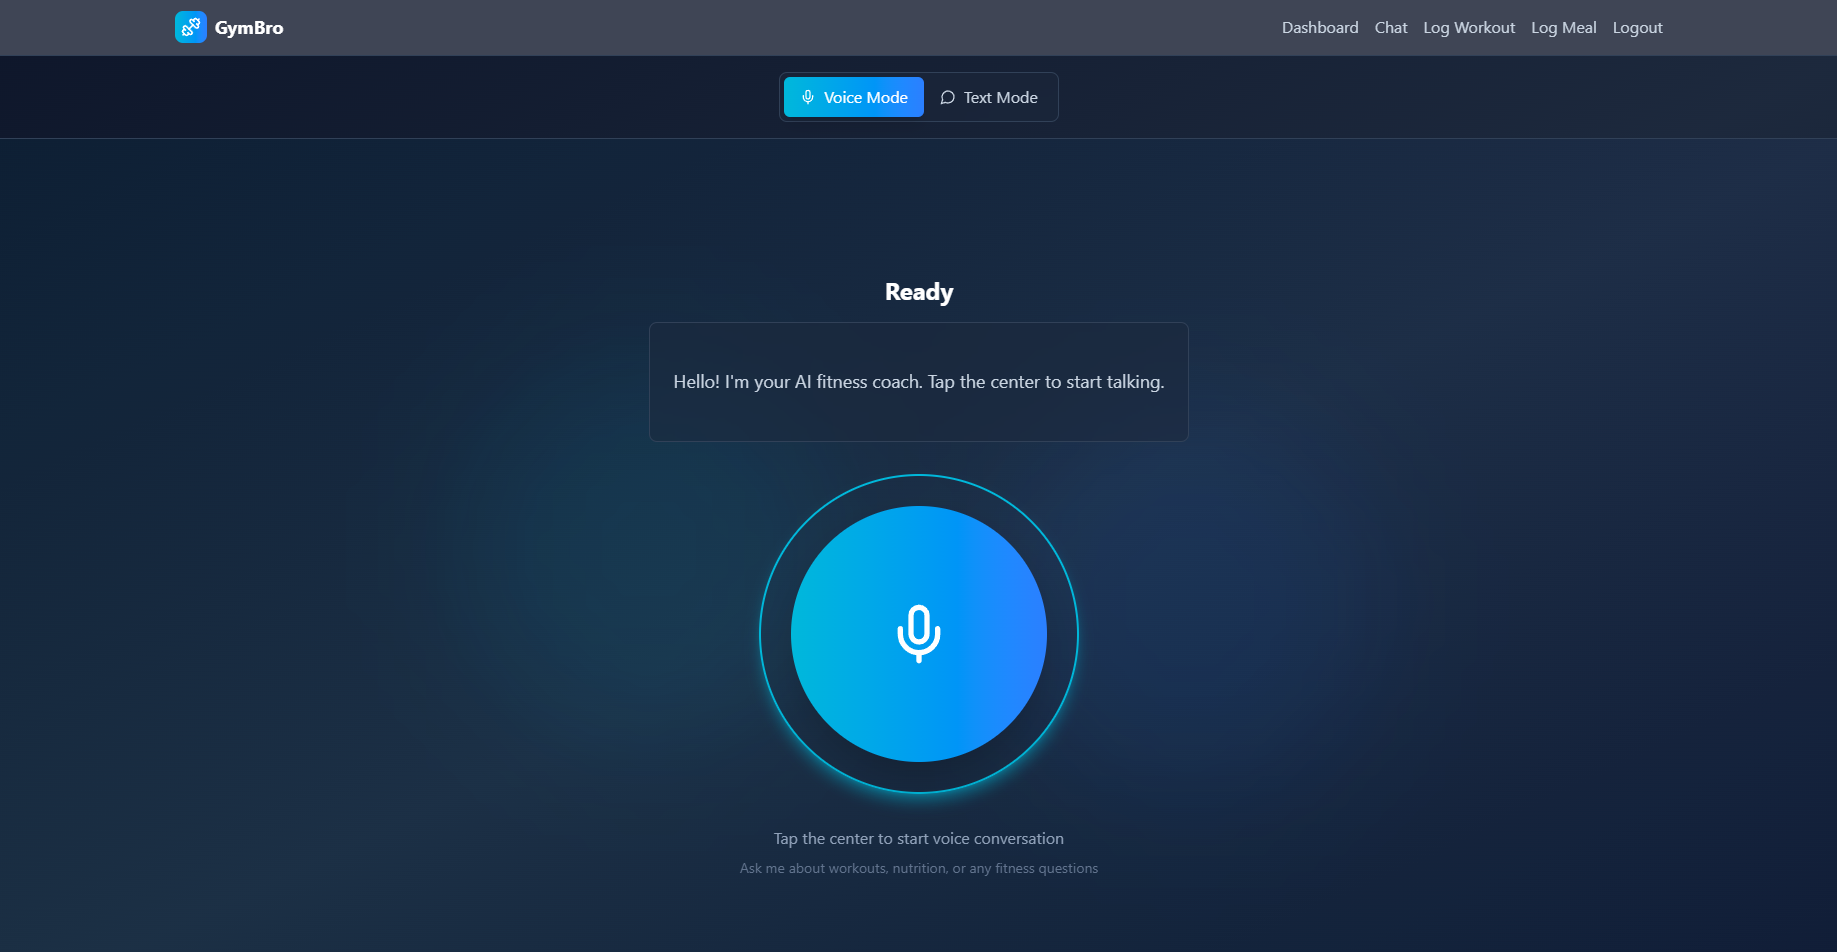 GymBro
Dashboard Chat Log Workout Log Meal Logout
Voice Mode Text Mode
Ready
Hello! I'm your AI fitness coach. Tap the center to start talking.
Tap the center to start voice conversation
Ask me about workouts, nutrition, or any fitness questions